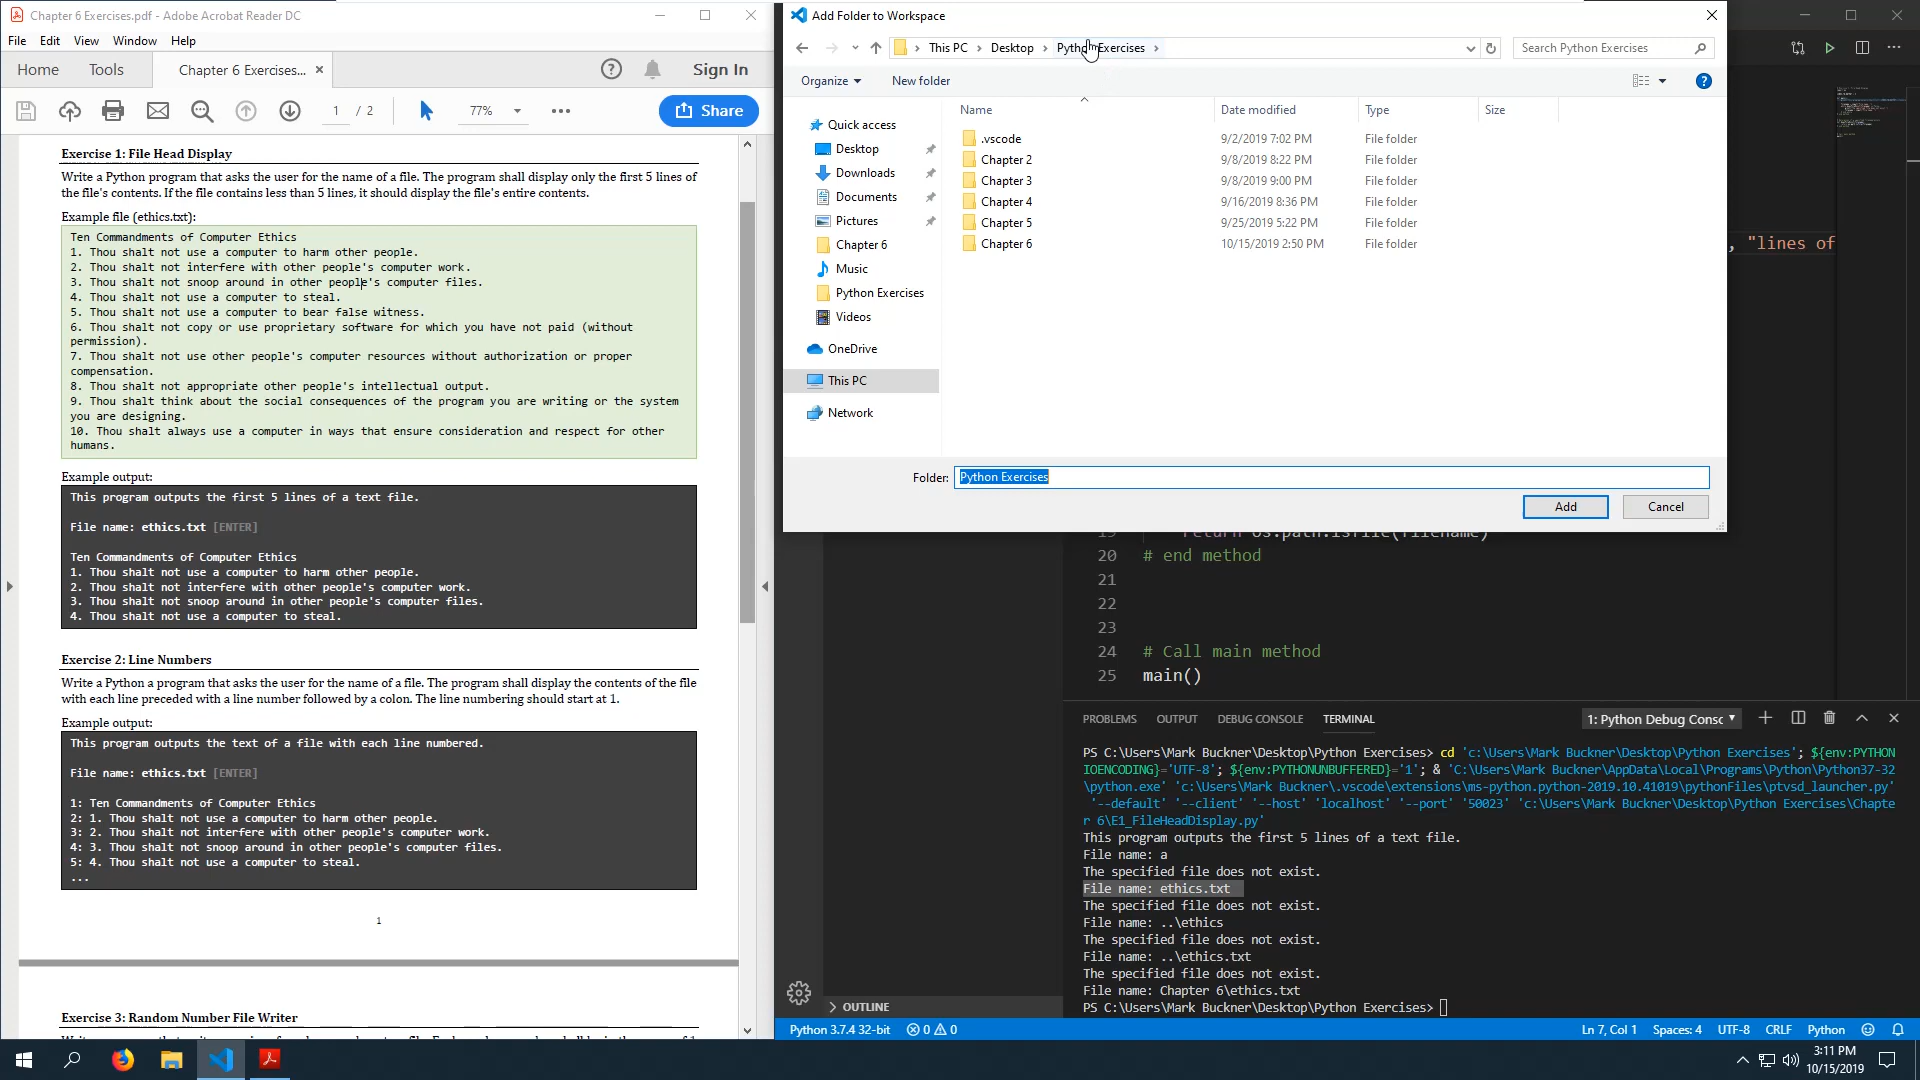 Chapter 6 Exercises.pdf - Adobe Acrobat Reader DC
File Edit View Window Help
Home Tools Chapter 6 Exercises... × Sign In
1 / 2 77% Share
Exercise 1: File Head Display
Write a Python program that asks the user for the name of a file. The program shall display only the first 5 lines of
the file's contents. If the file contains less than 5 lines, it should display the file's entire contents.
Example file (ethics.txt):
Ten Commandments of Computer Ethics
1. Thou shalt not use a computer to harm other people.
2. Thou shalt not interfere with other people's computer work.
3. Thou shalt not snoop around in other people's computer files.
4. Thou shalt not use a computer to steal.
5. Thou shalt not use a computer to bear false witness.
6. Thou shalt not copy or use proprietary software for which you have not paid (without
permission).
7. Thou shalt not use other people's computer resources without authorization or proper
compensation.
8. Thou shalt not appropriate other people's intellectual output.
9. Thou shalt think about the social consequences of the program you are writing or the system
you are designing.
10. Thou shalt always use a computer in ways that ensure consideration and respect for other
humans.
Example output:
This program outputs the first 5 lines of a text file.
File name: ethics.txt [ENTER]
Ten Commandments of Computer Ethics
1. Thou shalt not use a computer to harm other people.
2. Thou shalt not interfere with other people's computer work.
3. Thou shalt not snoop around in other people's computer files.
4. Thou shalt not use a computer to steal.
Exercise 2: Line Numbers
Write a Python a program that asks the user for the name of a file. The program shall display the contents of the file
with each line preceded with a line number followed by a colon. The line numbering should start at 1.
Example output:
This program outputs the text of a file with each line numbered.
File name: ethics.txt [ENTER]
1: Ten Commandments of Computer Ethics
2: 1. Thou shalt not use a computer to harm other people.
3: 2. Thou shalt not interfere with other people's computer work.
4: 3. Thou shalt not snoop around in other people's computer files.
5: 4. Thou shalt not use a computer to steal.
...
1
Exercise 3: Random Number File Writer
Add Folder to Workspace
This PC > Desktop > Python Exercises >
Search Python Exercises
Organize New folder
Name Date modified Type Size
Quick access
Desktop
Downloads
Documents
Pictures
Chapter 6
Music
Python Exercises
Videos
OneDrive
This PC
Network
.vscode 9/2/2019 7:02 PM File folder
Chapter 2 9/8/2019 8:22 PM File folder
Chapter 3 9/8/2019 9:00 PM File folder
Chapter 4 9/16/2019 8:36 PM File folder
Chapter 5 9/25/2019 5:22 PM File folder
Chapter 6 10/15/2019 2:50 PM File folder
Folder: Python Exercises
Add Cancel
, "lines of
19 return os.path.isfile(filename)
20 # end method
21
22
23
24 # Call main method
25 main()
PROBLEMS OUTPUT DEBUG CONSOLE TERMINAL 1: Python Debug Consc
PS C:\Users\Mark Buckner\Desktop\Python Exercises> cd 'c:\Users\Mark Buckner\Desktop\Python Exercises'; ${env:PYTHON
IOENCODING}='UTF-8'; ${env:PYTHONUNBUFFERED}='1'; & 'C:\Users\Mark Buckner\AppData\Local\Programs\Python\Python37-32
\python.exe' 'c:\Users\Mark Buckner\.vscode\extensions\ms-python.python-2019.10.41019\pythonFiles\ptvsd_launcher.py'
'--default' '--client' '--host' 'localhost' '--port' '50023' 'c:\Users\Mark Buckner\Desktop\Python Exercises\Chapte
r 6\E1_FileHeadDisplay.py'
This program outputs the first 5 lines of a text file.
File name: a
The specified file does not exist.
File name: ethics.txt
The specified file does not exist.
File name: ..\ethics
The specified file does not exist.
File name: ..\ethics.txt
The specified file does not exist.
File name: Chapter 6\ethics.txt
PS C:\Users\Mark Buckner\Desktop\Python Exercises>
OUTLINE
Python 3.7.4 32-bit 0 0 Ln 7, Col 1 Spaces: 4 UTF-8 CRLF Python
3:11 PM
10/15/2019